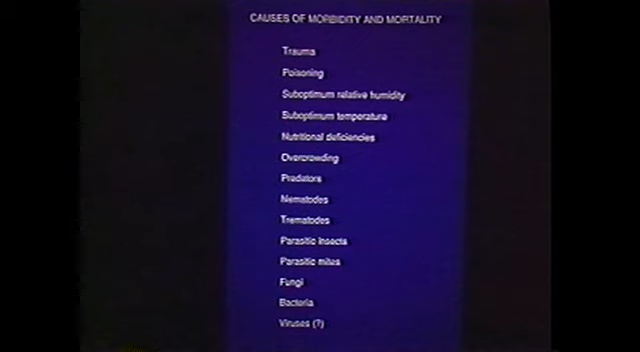 CAUSES OF MORBIDITY AND MORTALITY
Trauma
Poisoning
Suboptimum relative humidity
Suboptimum temperature
Nutritional deficiencies
Overcrowding
Predators
Nematodes
Trematodes
Parasitic insects
Parasitic mites
Fungi
Bacteria
Viruses (?)